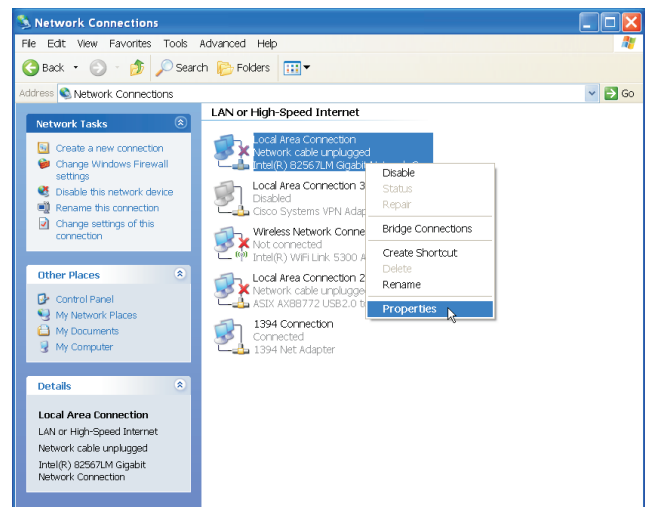 Network Connections
File Edit View Favorites Tools Advanced Help
Back Search Folders
Address Network Connections Go
Network Tasks
Create a new connection
Change Windows Firewall
settings
Disable this network device
Rename this connection
Change settings of this
connection
Other Places
Control Panel
My Network Places
My Documents
My Computer
Details
Local Area Connection
LAN or High-Speed Internet
Network cable unplugged
Intel(R) 82567LM Gigabit
Network Connection
LAN or High-Speed Internet
Local Area Connection
Network cable unplugged
Intel(R) 82567LM Gigabit
Local Area Connection 3
Disabled
Cisco Systems VPN Adap
Wireless Network Conne
Not connected
Intel(R) WiFi Link 5300 A
Local Area Connection 2
Network cable unplugge
ASIX AX88772 USB2.0 t
1394 Connection
Connected
1394 Net Adapter
Disable
Status
Repair
Bridge Connections
Create Shortcut
Delete
Rename
Properties